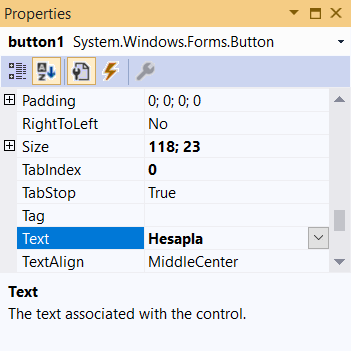 Properties
button1 System.Windows.Forms.Button
Padding 0; 0; 0; 0
RightToLeft No
Size 118; 23
TabIndex 0
TabStop True
Tag
Text Hesapla
TextAlign MiddleCenter
Text
The text associated with the control.